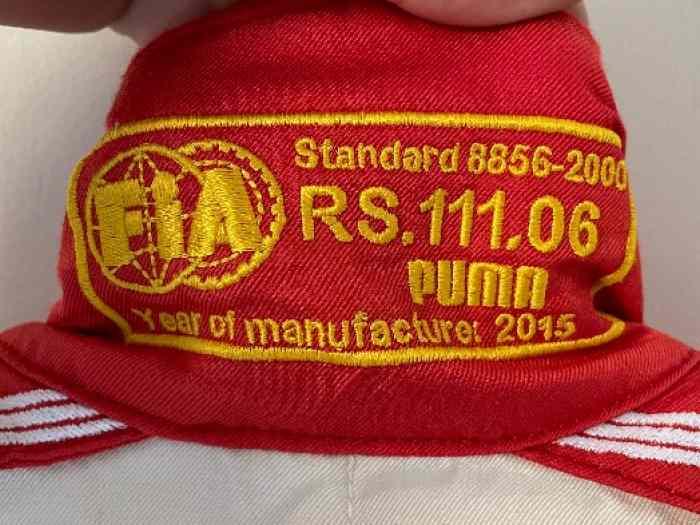 Standard 8856-2000
FIA
RS.111.06
PUMA
Year of manufacture: 2015